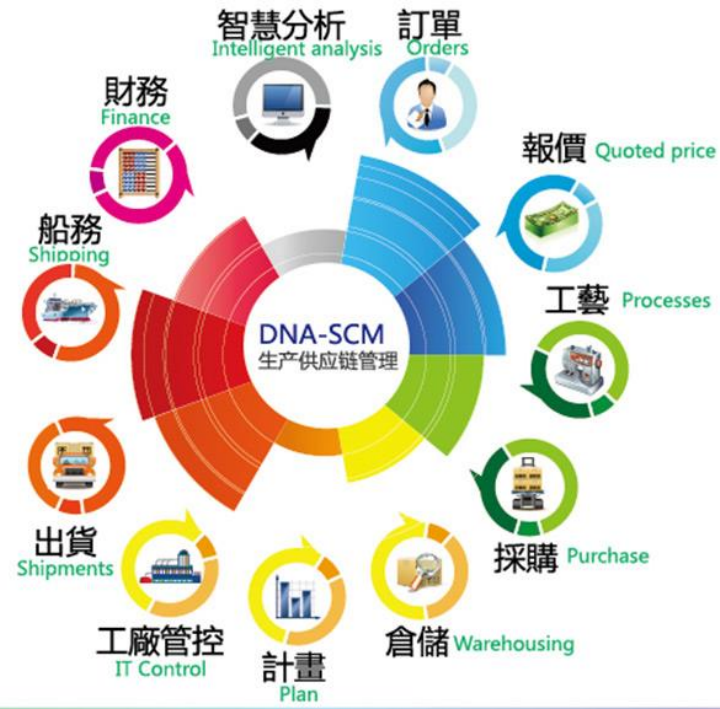 智慧分析
Intelligent analysis
訂單
Orders
報價 Quoted price
工藝 Processes
採購 Purchase
倉儲 Warehousing
計畫
Plan
工廠管控
IT Control
出貨
Shipments
船務
Shipping
財務
Finance
DNA-SCM
生产供应链管理